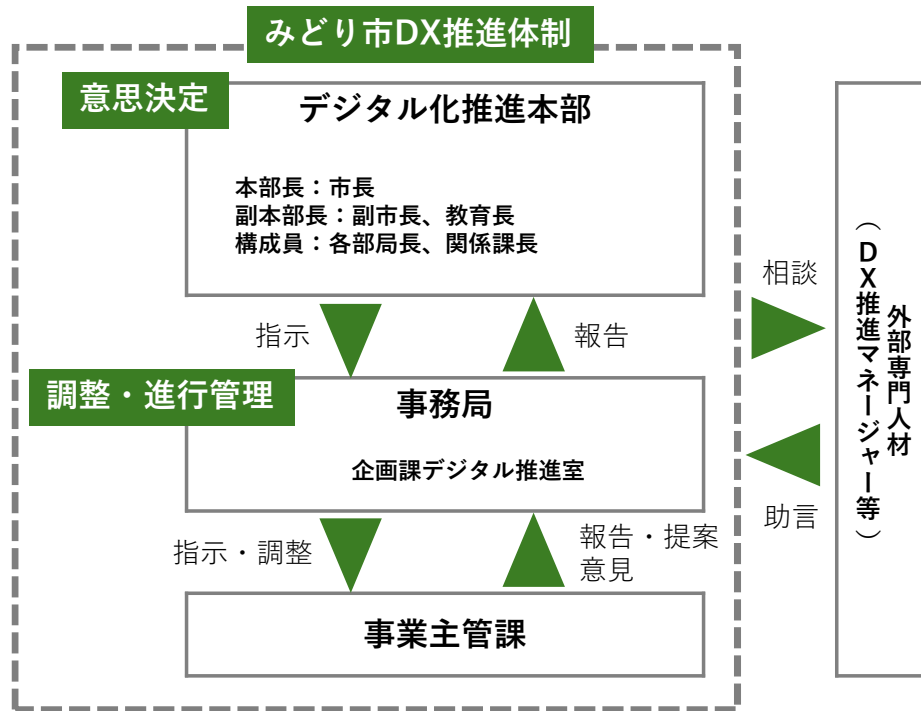 みどり市DX推進体制
意思決定
デジタル化推進本部
本部長：市長
副本部長：副市長、教育長
構成員：各部局長、関係課長
指示
報告
調整・進行管理
事務局
企画課デジタル推進室
指示・調整
報告・提案
意見
事業主管課
相談
助言
外部専門人材
（DX推進マネージャー等）